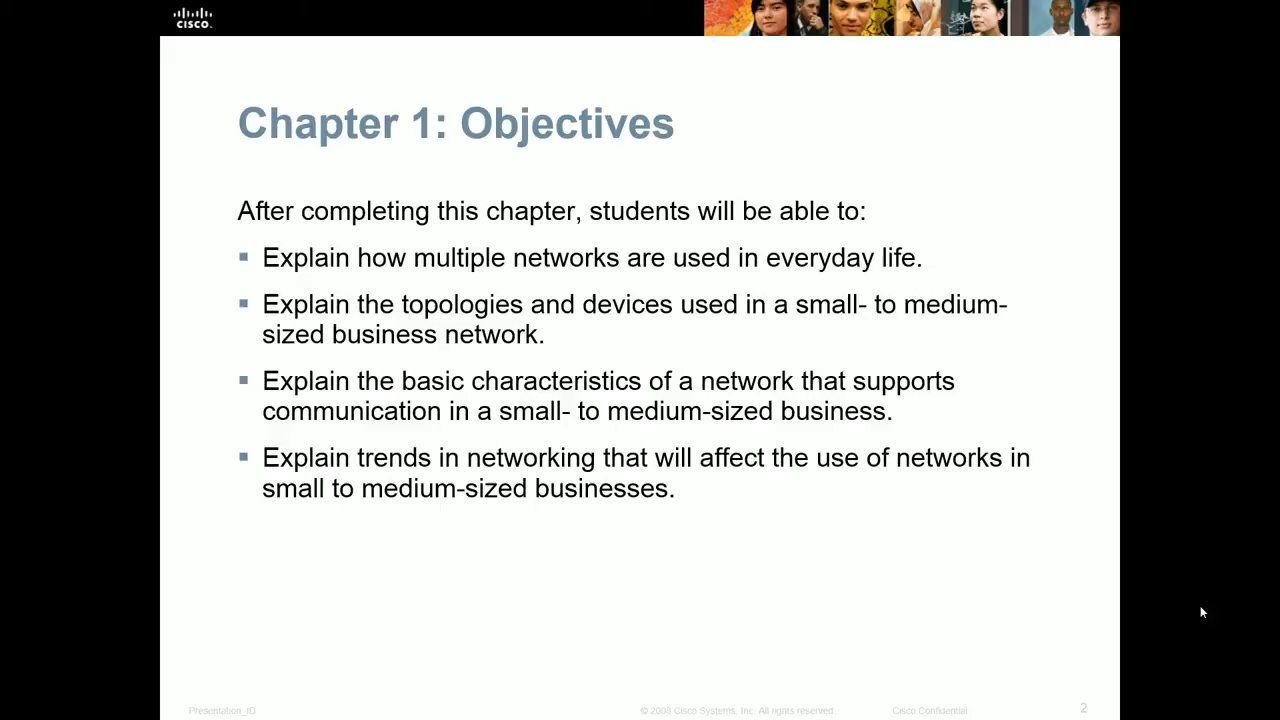 CISCO.
Chapter 1: Objectives
After completing this chapter, students will be able to:
Explain how multiple networks are used in everyday life.
Explain the topologies and devices used in a small- to medium-
sized business network.
Explain the basic characteristics of a network that supports
communication in a small- to medium-sized business.
Explain trends in networking that will affect the use of networks in
small to medium-sized businesses.
Presentation_ID
© 2008 Cisco Systems, Inc. All rights reserved.
Cisco Confidential
2